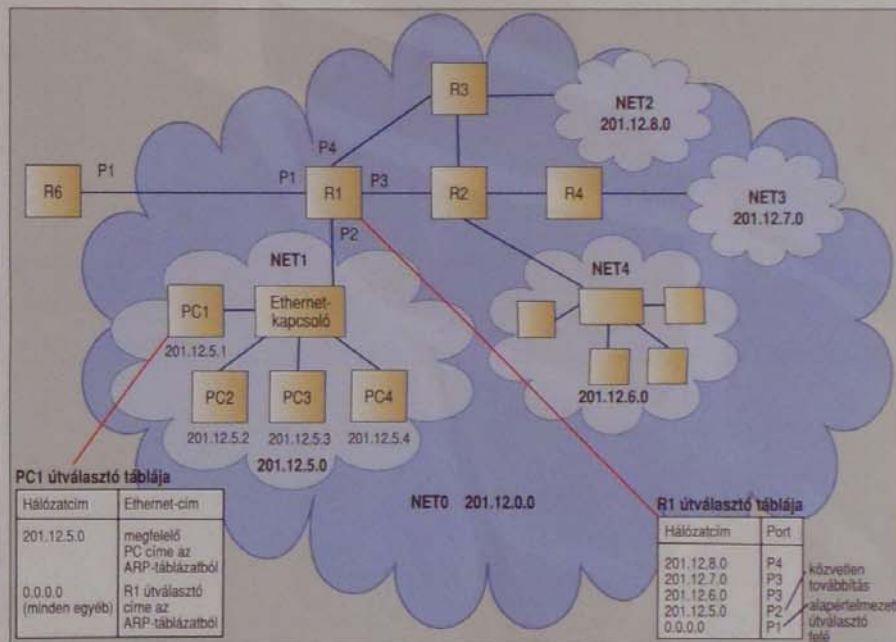 R3
NET2
201.12.8.0
P4
P1
R6
P1
R1
P3
R2
R4
NET3
201.12.7.0
P2
NET1
NET4
PC1
Ethernet-
kapcsoló
201.12.5.1
PC2
PC3
PC4
201.12.6.0
201.12.5.2
201.12.5.3
201.12.5.4
201.12.5.0
PC1 útválasztó táblája
Hálózatcím
Ethernet-cím
201.12.5.0
megfelelő
PC címe az
ARP-táblázatból
0.0.0.0
(minden egyéb)
R1 útválasztó
címe az
ARP-táblázatból
NET0 201.12.0.0
R1 útválasztó táblája
Hálózatcím
Port
201.12.8.0
P4
201.12.7.0
P3
201.12.6.0
P3
201.12.5.0
P2
0.0.0.0
P1
közvetlen
továbbítás
alapértelmezett
útválasztó
felé